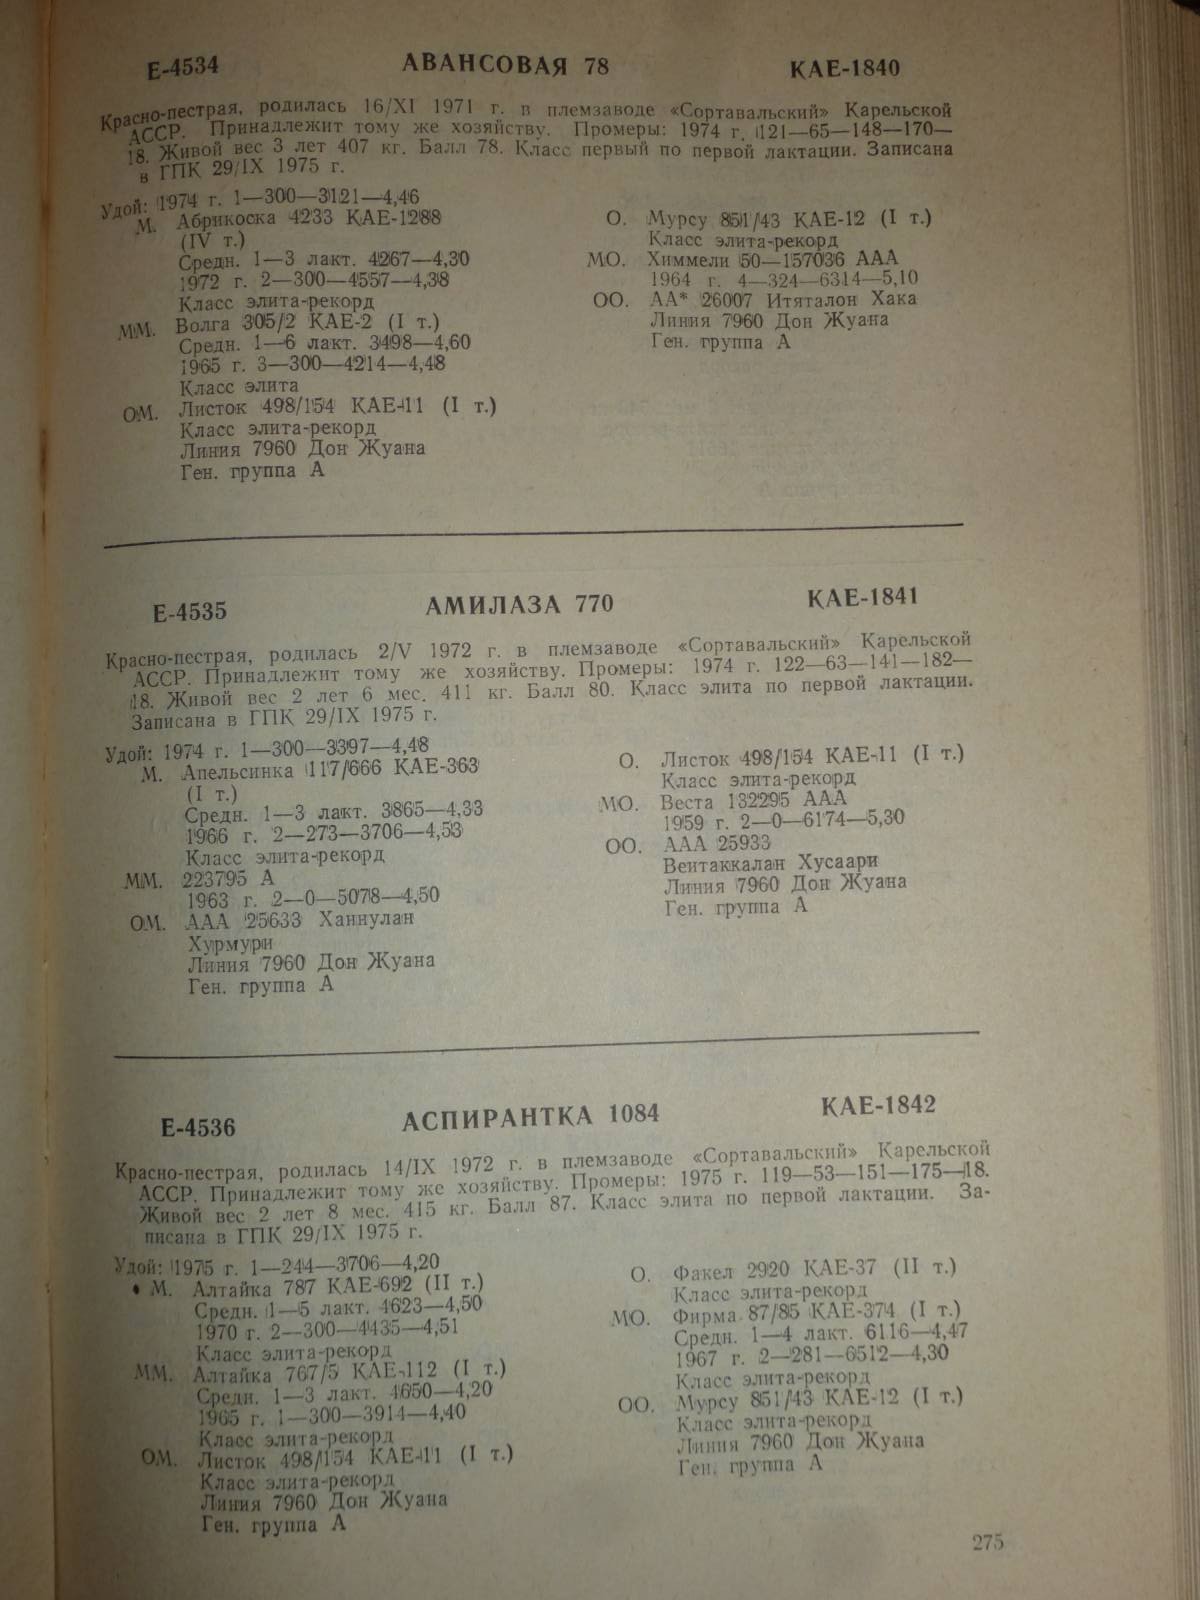 Е-4534 АВАНСОВАЯ 78 КАЕ-1840
Красно-пестрая, родилась 16/XI 1971 г. в племзаводе «Сортавальский» Карельской
АССР. Принадлежит тому же хозяйству. Промеры: 1974 г. 121—65—148—170—
18. Живой вес 3 лет 407 кг. Балл 78. Класс первый по первой лактации. Записана
в ГПК 29/IX 1975 г.
Удой: 1974 г. 1—300—3121—4,46
М. Абрикоска 4233 КАЕ-1288
(IV т.)
Средн. 1—3 лакт. 4267—4,30
1972 г. 2—300—4557—4,38
Класс элита-рекорд
ММ. Волга 305/2 КАЕ-2 (I т.)
Средн. 1—6 лакт. 3498—4,60
1965 г. 3—300—4214—4,48
Класс элита
ОМ. Листок 498/154 КАЕ-11 (I т.)
Класс элита-рекорд
Линия 7960 Дон Жуана
Ген. группа А
О. Мурсу 851/43 КАЕ-12 (I т.)
Класс элита-рекорд
МО. Химмели 50—157036 ААА
1964 г. 4—324—6314—5,10
ОО. АА* 26007 Итяталон Хака
Линия 7960 Дон Жуана
Ген. группа А
Е-4535 АМИЛАЗА 770 КАЕ-1841
Красно-пестрая, родилась 2/V 1972 г. в племзаводе «Сортавальский» Карельской
АССР. Принадлежит тому же хозяйству. Промеры: 1974 г. 122—63—141—182—
18. Живой вес 2 лет 6 мес. 411 кг. Балл 80. Класс элита по первой лактации.
Записана в ГПК 29/IX 1975 г.
Удой: 1974 г. 1—300—3397—4,48
М. Апельсинка 117/666 КАЕ-363
(I т.)
Средн. 1—3 лакт. 3865—4,33
1966 г. 2—273—3706—4,53
Класс элита-рекорд
ММ. 223795 А
1963 г. 2—0—5078—4,50
ОМ. ААА 25633 Ханнулан
Хурмури
Линия 7960 Дон Жуана
Ген. группа А
О. Листок 498/154 КАЕ-11 (I т.)
Класс элита-рекорд
МО. Веста 132295 ААА
1959 г. 2—0—6174—5,30
ОО. ААА 25933
Веитаккалан Хусаари
Линия 7960 Дон Жуана
Ген. группа А
Е-4536 АСПИРАНТКА 1084 КАЕ-1842
Красно-пестрая, родилась 14/IX 1972 г. в племзаводе «Сортавальский» Карельской
АССР. Принадлежит тому же хозяйству. Промеры: 1975 г. 119—53—151—175—18.
Живой вес 2 лет 8 мес. 415 кг. Балл 87. Класс элита по первой лактации. За-
писана в ГПК 29/IX 1975 г.
Удой: 1975 г. 1—244—3706—4,20
М. Алтайка 787 КАЕ-692 (II т.)
Средн. 1—5 лакт. 4623—4,50
1970 г. 2—300—4435—4,51
Класс элита-рекорд
ММ. Алтайка 767/5 КАЕ-112 (I т.)
Средн. 1—3 лакт. 4650—4,20
1965 г. 1—300—3914—4,40
Класс элита-рекорд
ОМ. Листок 498/154 КАЕ-11 (I т.)
Класс элита-рекорд
Линия 7960 Дон Жуана
Ген. группа А
О. Факел 2920 КАЕ-37 (II т.)
Класс элита-рекорд
МО. Фирма 87/85 КАЕ-374 (I т.)
Средн. 1—4 лакт. 6116—4,47
1967 г. 2—281—6512—4,30
Класс элита-рекорд
ОО. Мурсу 851/43 КАЕ-12 (I т.)
Класс элита-рекорд
Линия 7960 Дон Жуана
Ген. группа А
275